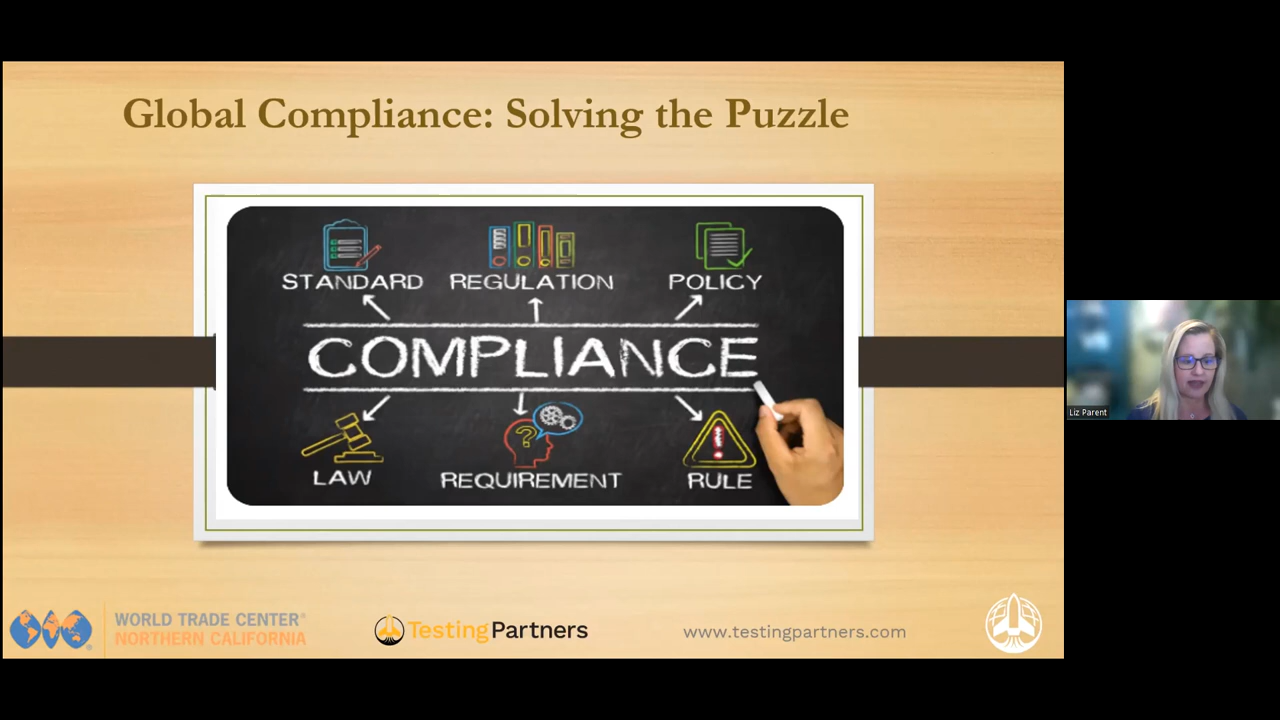 Global Compliance: Solving the Puzzle
STANDARD
REGULATION
POLICY
COMPLIANCE
LAW
REQUIREMENT
RULE
Liz Parent
WORLD TRADE CENTER®
NORTHERN CALIFORNIA
TestingPartners
www.testingpartners.com